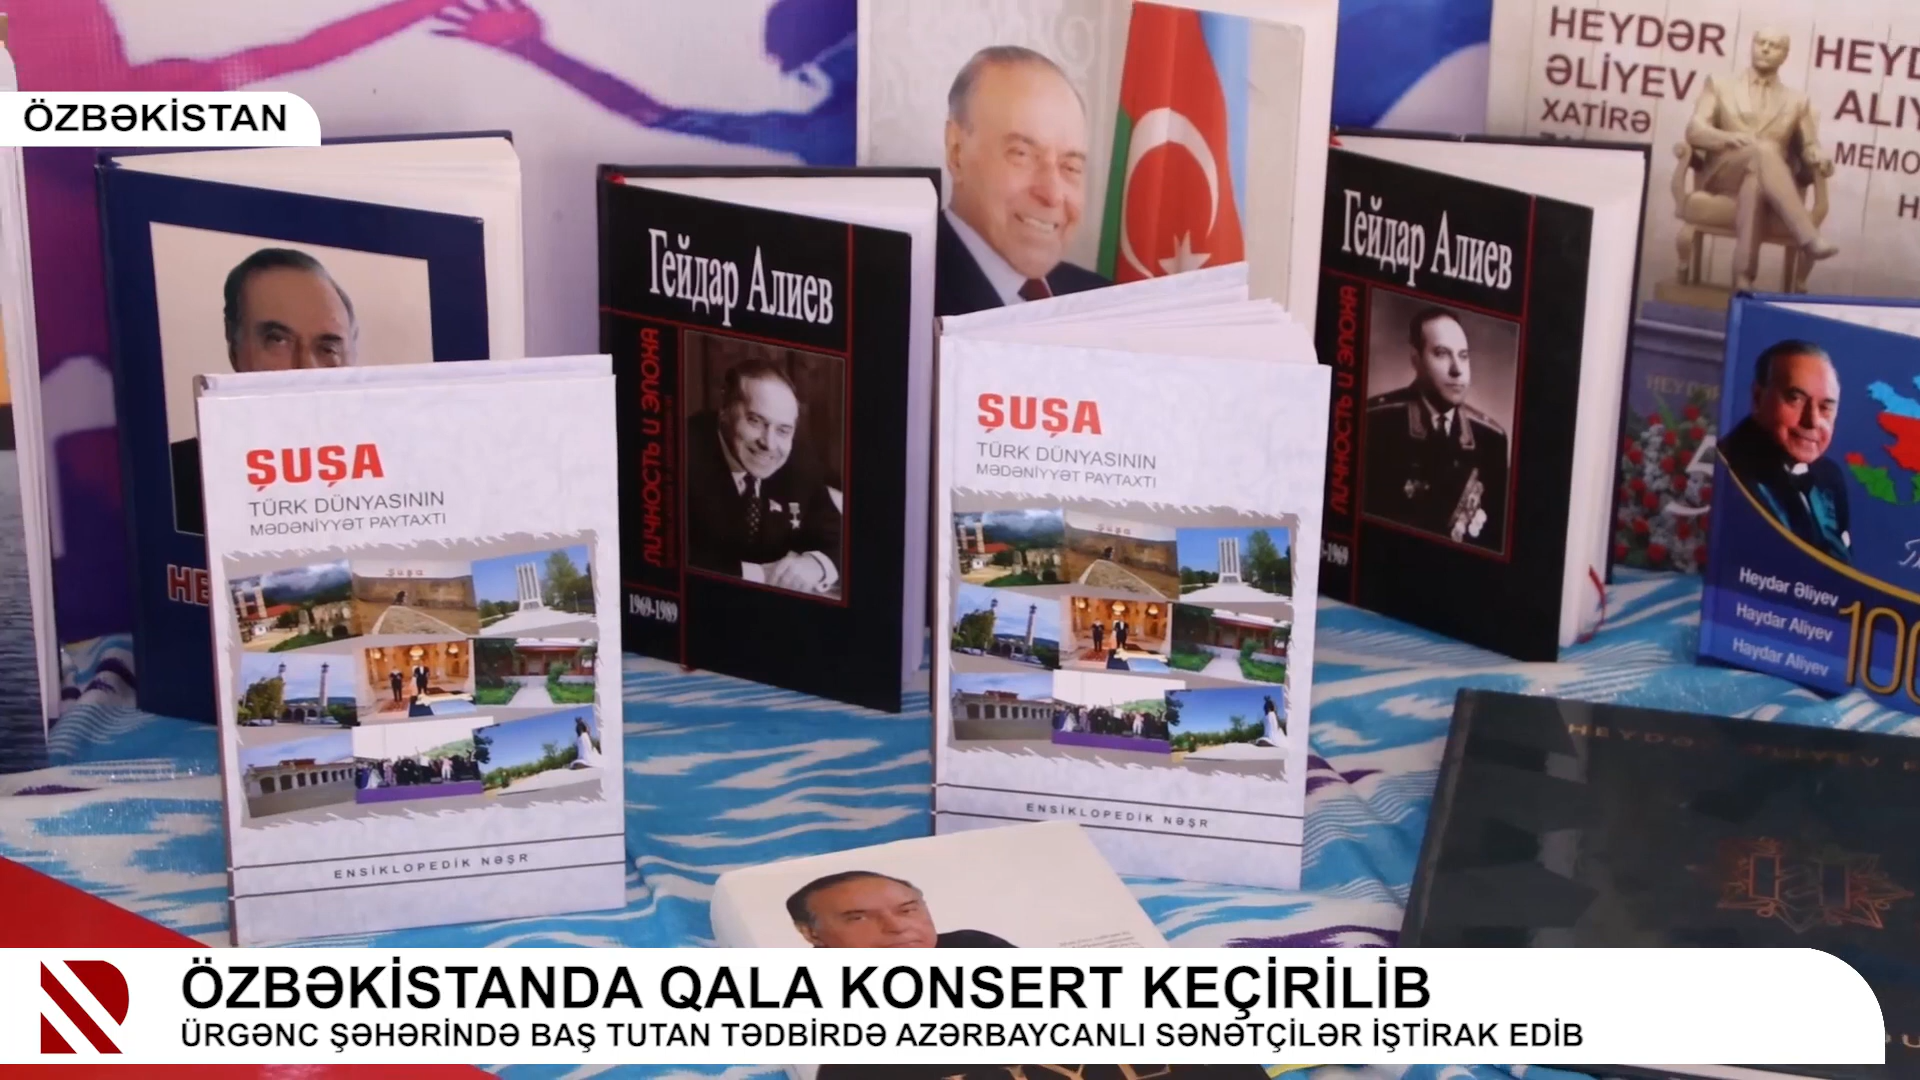 ÖZBƏKİSTAN
HEYDƏR
ƏLİYEV
XATİRƏ
MEMO
Гейдар Алиев
ЛИЧНОСТЬ И ЭПОХА
1969-1989
Гейдар Алиев
ЛИЧНОСТЬ И ЭПОХА
ŞUŞA
TÜRK DÜNYASININ
MƏDƏNİYYƏT PAYTAXTI
ENSİKLOPEDİK NƏŞR
ŞUŞA
TÜRK DÜNYASININ
MƏDƏNİYYƏT PAYTAXTI
ENSİKLOPEDİK NƏŞR
Heydər Əliyev
Haydar Aliyev
Haydar Aliyev
100
ÖZBƏKİSTANDA QALA KONSERT KEÇİRİLİB
ÜRGƏNC ŞƏHƏRİNDƏ BAŞ TUTAN TƏDBİRDƏ AZƏRBAYCANLI SƏNƏTÇİLƏR İŞTİRAK EDİB